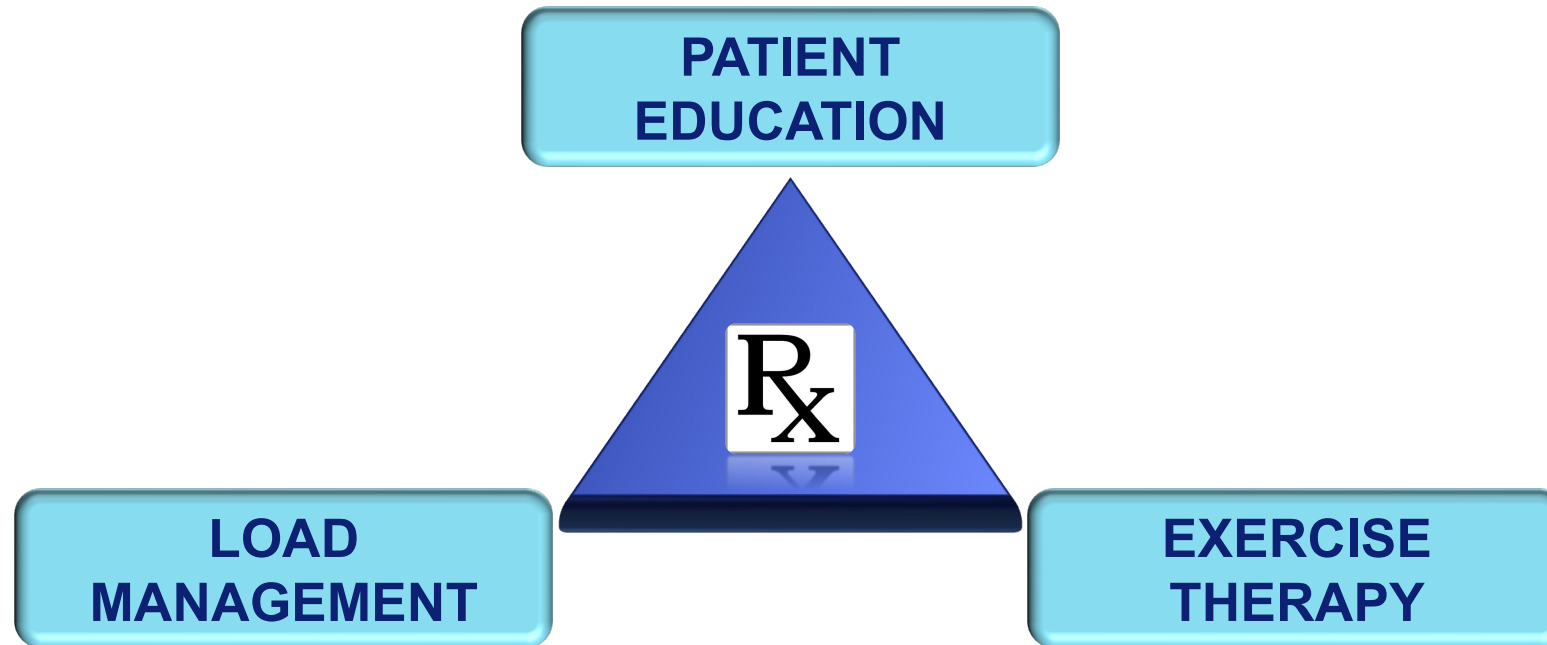 PATIENT
EDUCATION
Rx
LOAD
MANAGEMENT
EXERCISE
THERAPY